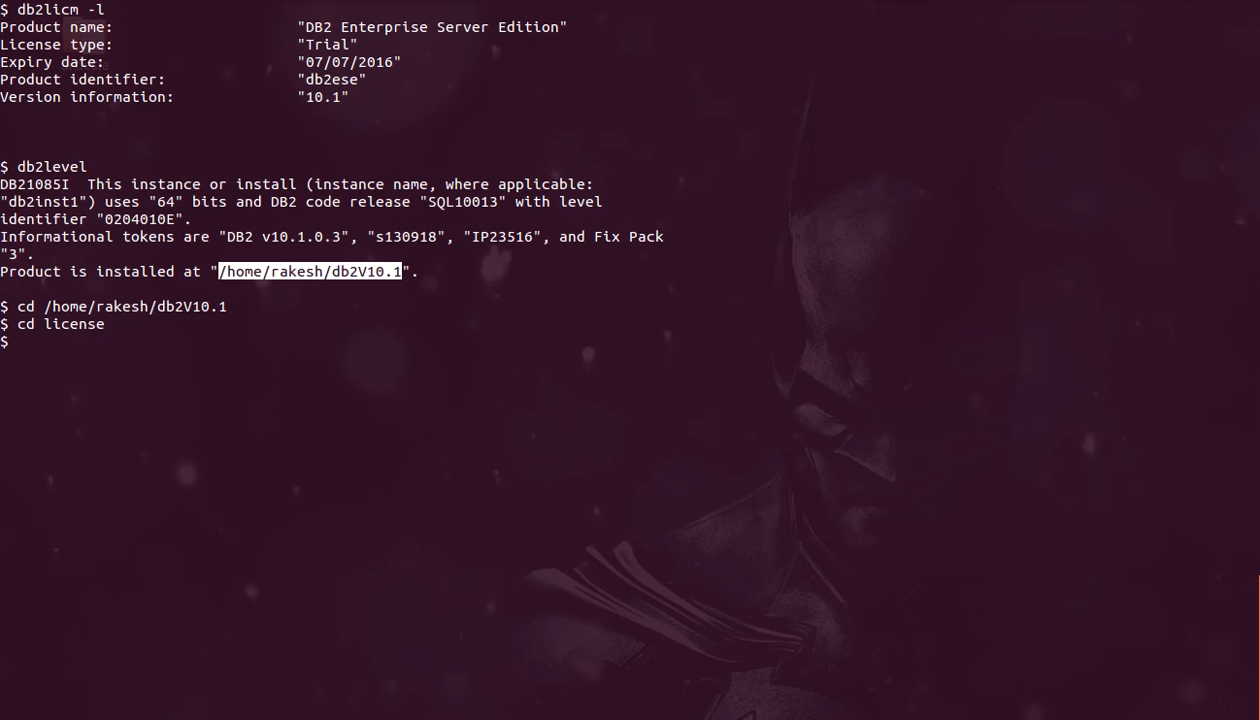 $ db2licm -l
Product name:                     "DB2 Enterprise Server Edition"
License type:                     "Trial"
Expiry date:                      "07/07/2016"
Product identifier:               "db2ese"
Version information:              "10.1"
$ db2level
DB21085I  This instance or install (instance name, where applicable:
"db2inst1") uses "64" bits and DB2 code release "SQL10013" with level
identifier "0204010E".
Informational tokens are "DB2 v10.1.0.3", "s130918", "IP23516", and Fix Pack
"3".
Product is installed at "/home/rakesh/db2V10.1".
$ cd /home/rakesh/db2V10.1
$ cd license
$